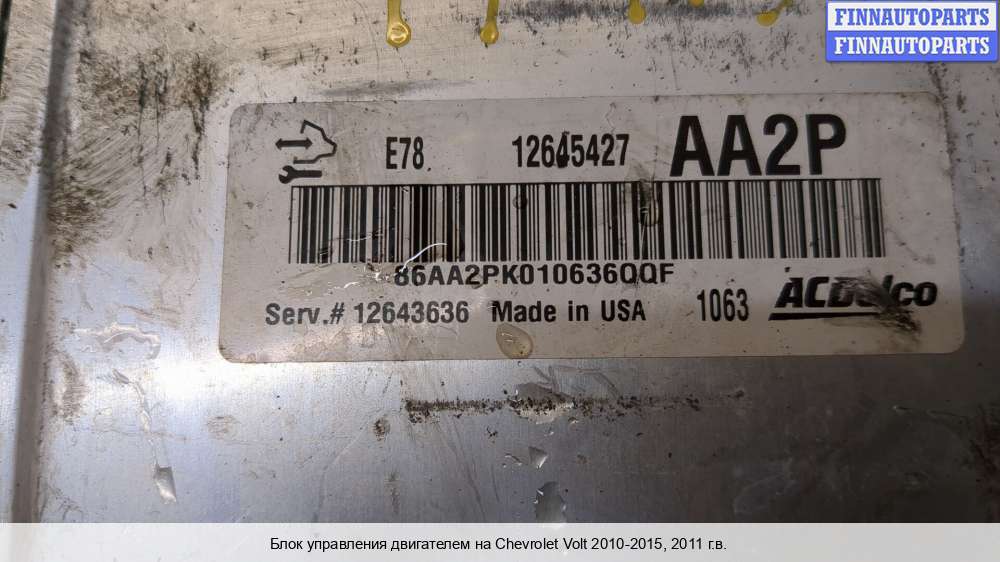 FINNAUTOPARTS
FINNAUTOPARTS
E78 12645427 AA2P
86AA2PK010636QQF
Serv.# 12643636 Made in USA 1063 ACDelco
Блок управления двигателем на Chevrolet Volt 2010-2015, 2011 г.в.